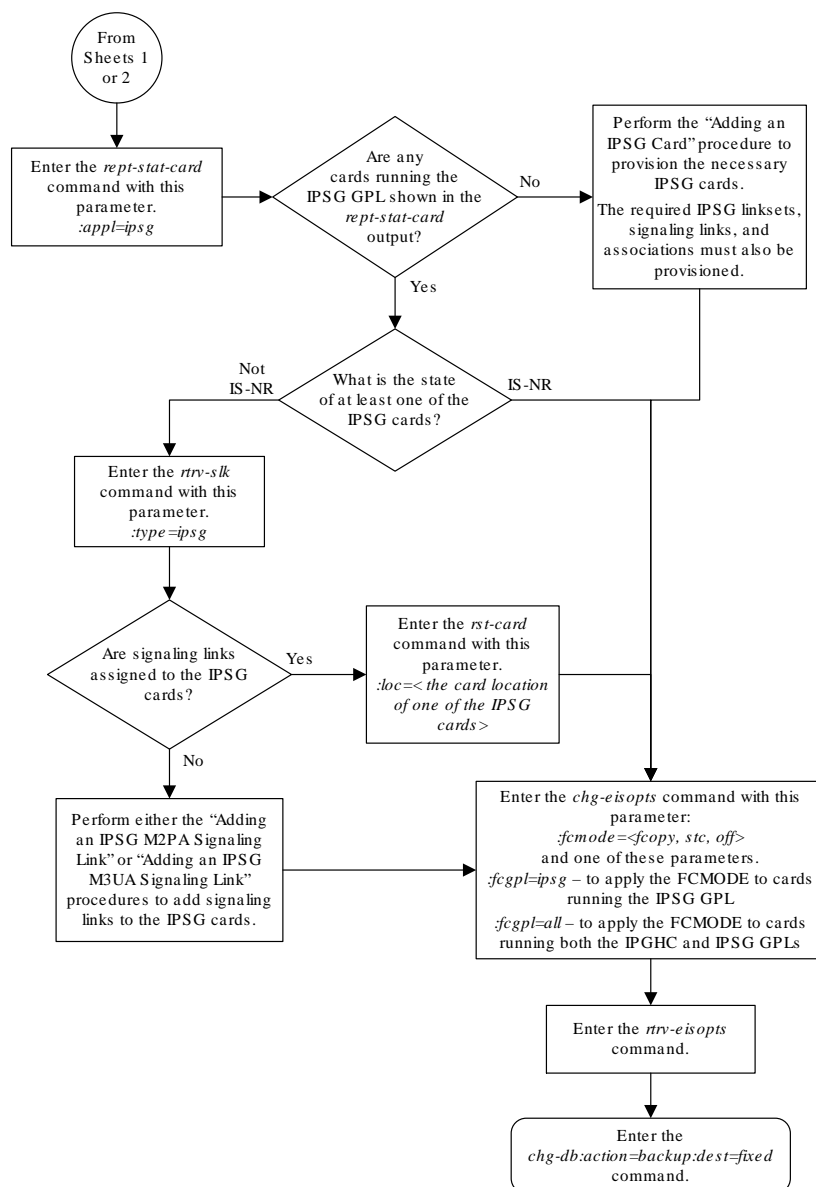 From
Sheets 1
or 2
Enter the rept-stat-card
command with this
parameter.
:appl=ipsg
Are any
cards running the
IPSG GPL shown in the
rept-stat-card
output?
No
Perform the “Adding an
IPSG Card” procedure to
provision the necessary
IPSG cards.
The required IPSG linksets,
signaling links, and
associations must also be
provisioned.
Yes
Not
IS-NR
What is the state
of at least one of the
IPSG cards?
IS-NR
Enter the rtrv-slk
command with this
parameter.
:type=ipsg
Are signaling links
assigned to the IPSG
cards?
Yes
Enter the rst-card
command with this
parameter.
:loc=<the card location
of one of the IPSG
cards>
No
Perform either the “Adding
an IPSG M2PA Signaling
Link” or “Adding an IPSG
M3UA Signaling Link”
procedures to add signaling
links to the IPSG cards.
Enter the chg-eisopts command with this
parameter:
:fcmode=<fcopy, stc, off>
and one of these parameters.
:fcgpl=ipsg – to apply the FCMODE to cards
running the IPSG GPL
:fcgpl=all – to apply the FCMODE to cards
running both the IPGHC and IPSG GPLs
Enter the rtrv-eisopts
command.
Enter the
chg-db:action=backup:dest=fixed
command.